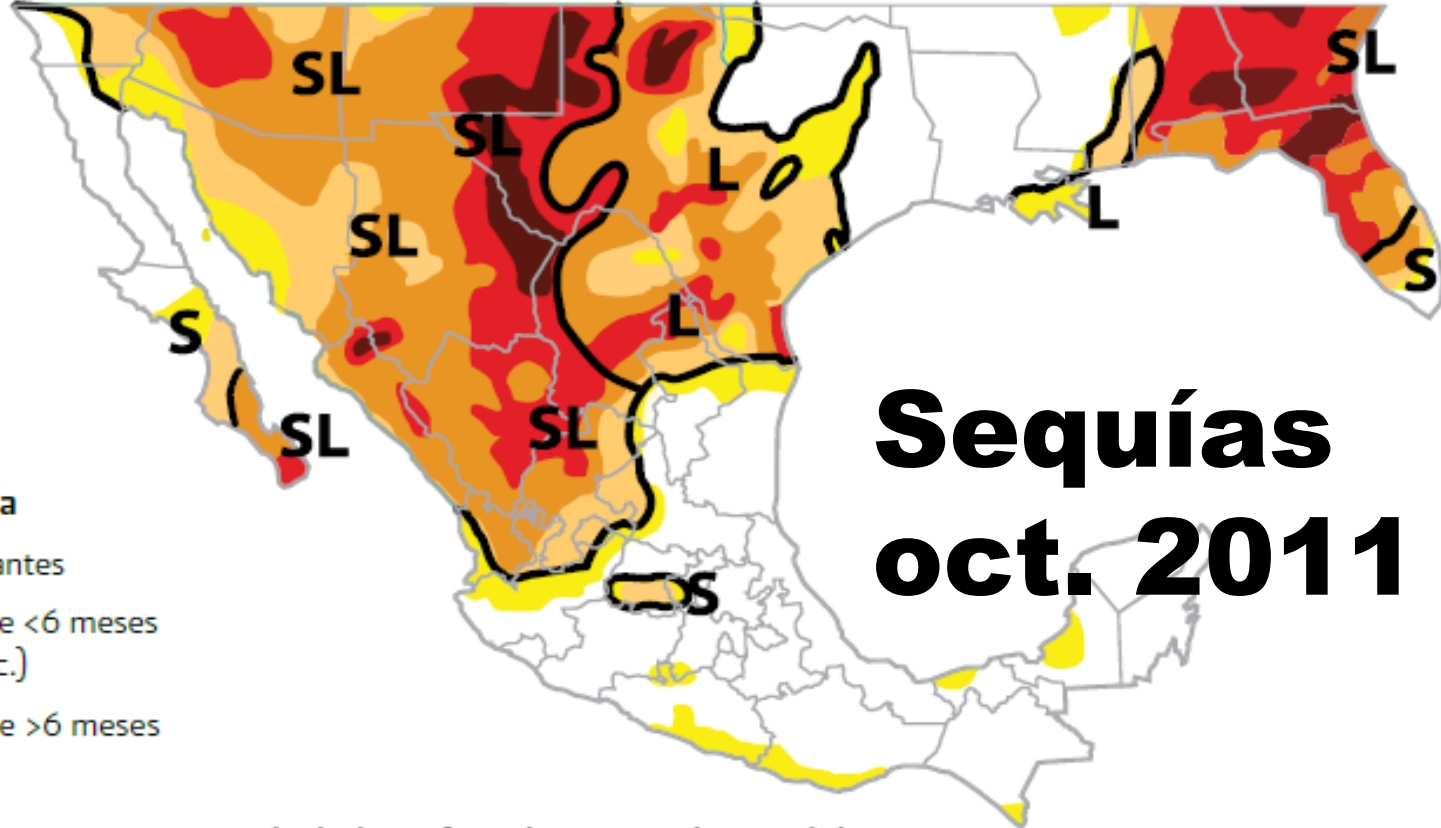 SL
SL
SL
L
L
SL
L
S
S
SL
SL
S
Sequías
oct. 2011
a
antes
e <6 meses
c.)
e >6 meses